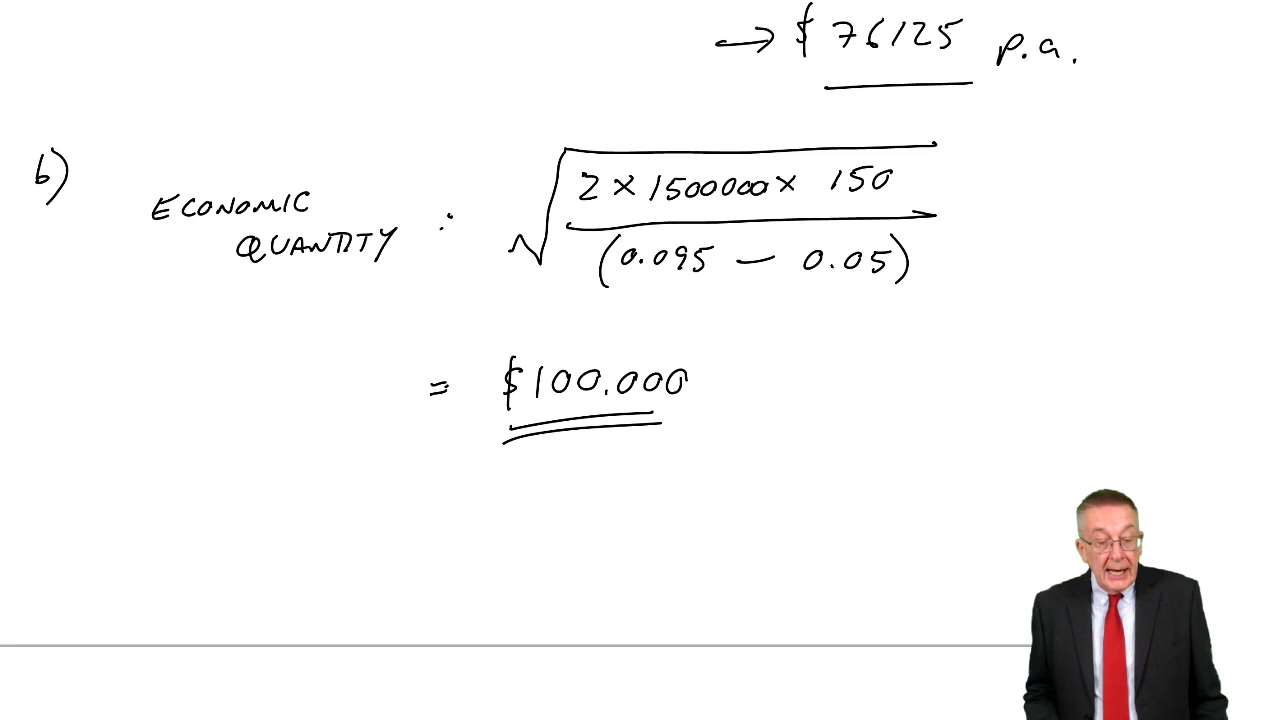 → $ 76125 p.a.
b)
ECONOMIC
QUANTITY : √
2 × 1500000 × 150
(0.095 – 0.05)
= $100.000